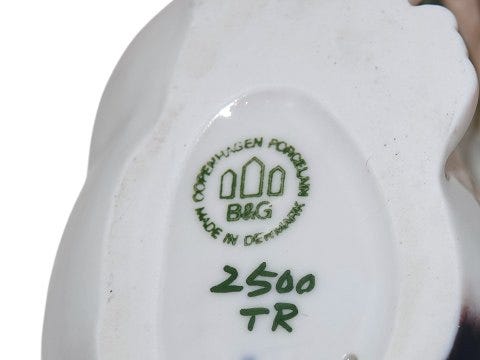 COPENHAGEN PORCELAIN
B&G
MADE IN DENMARK
2500
TR